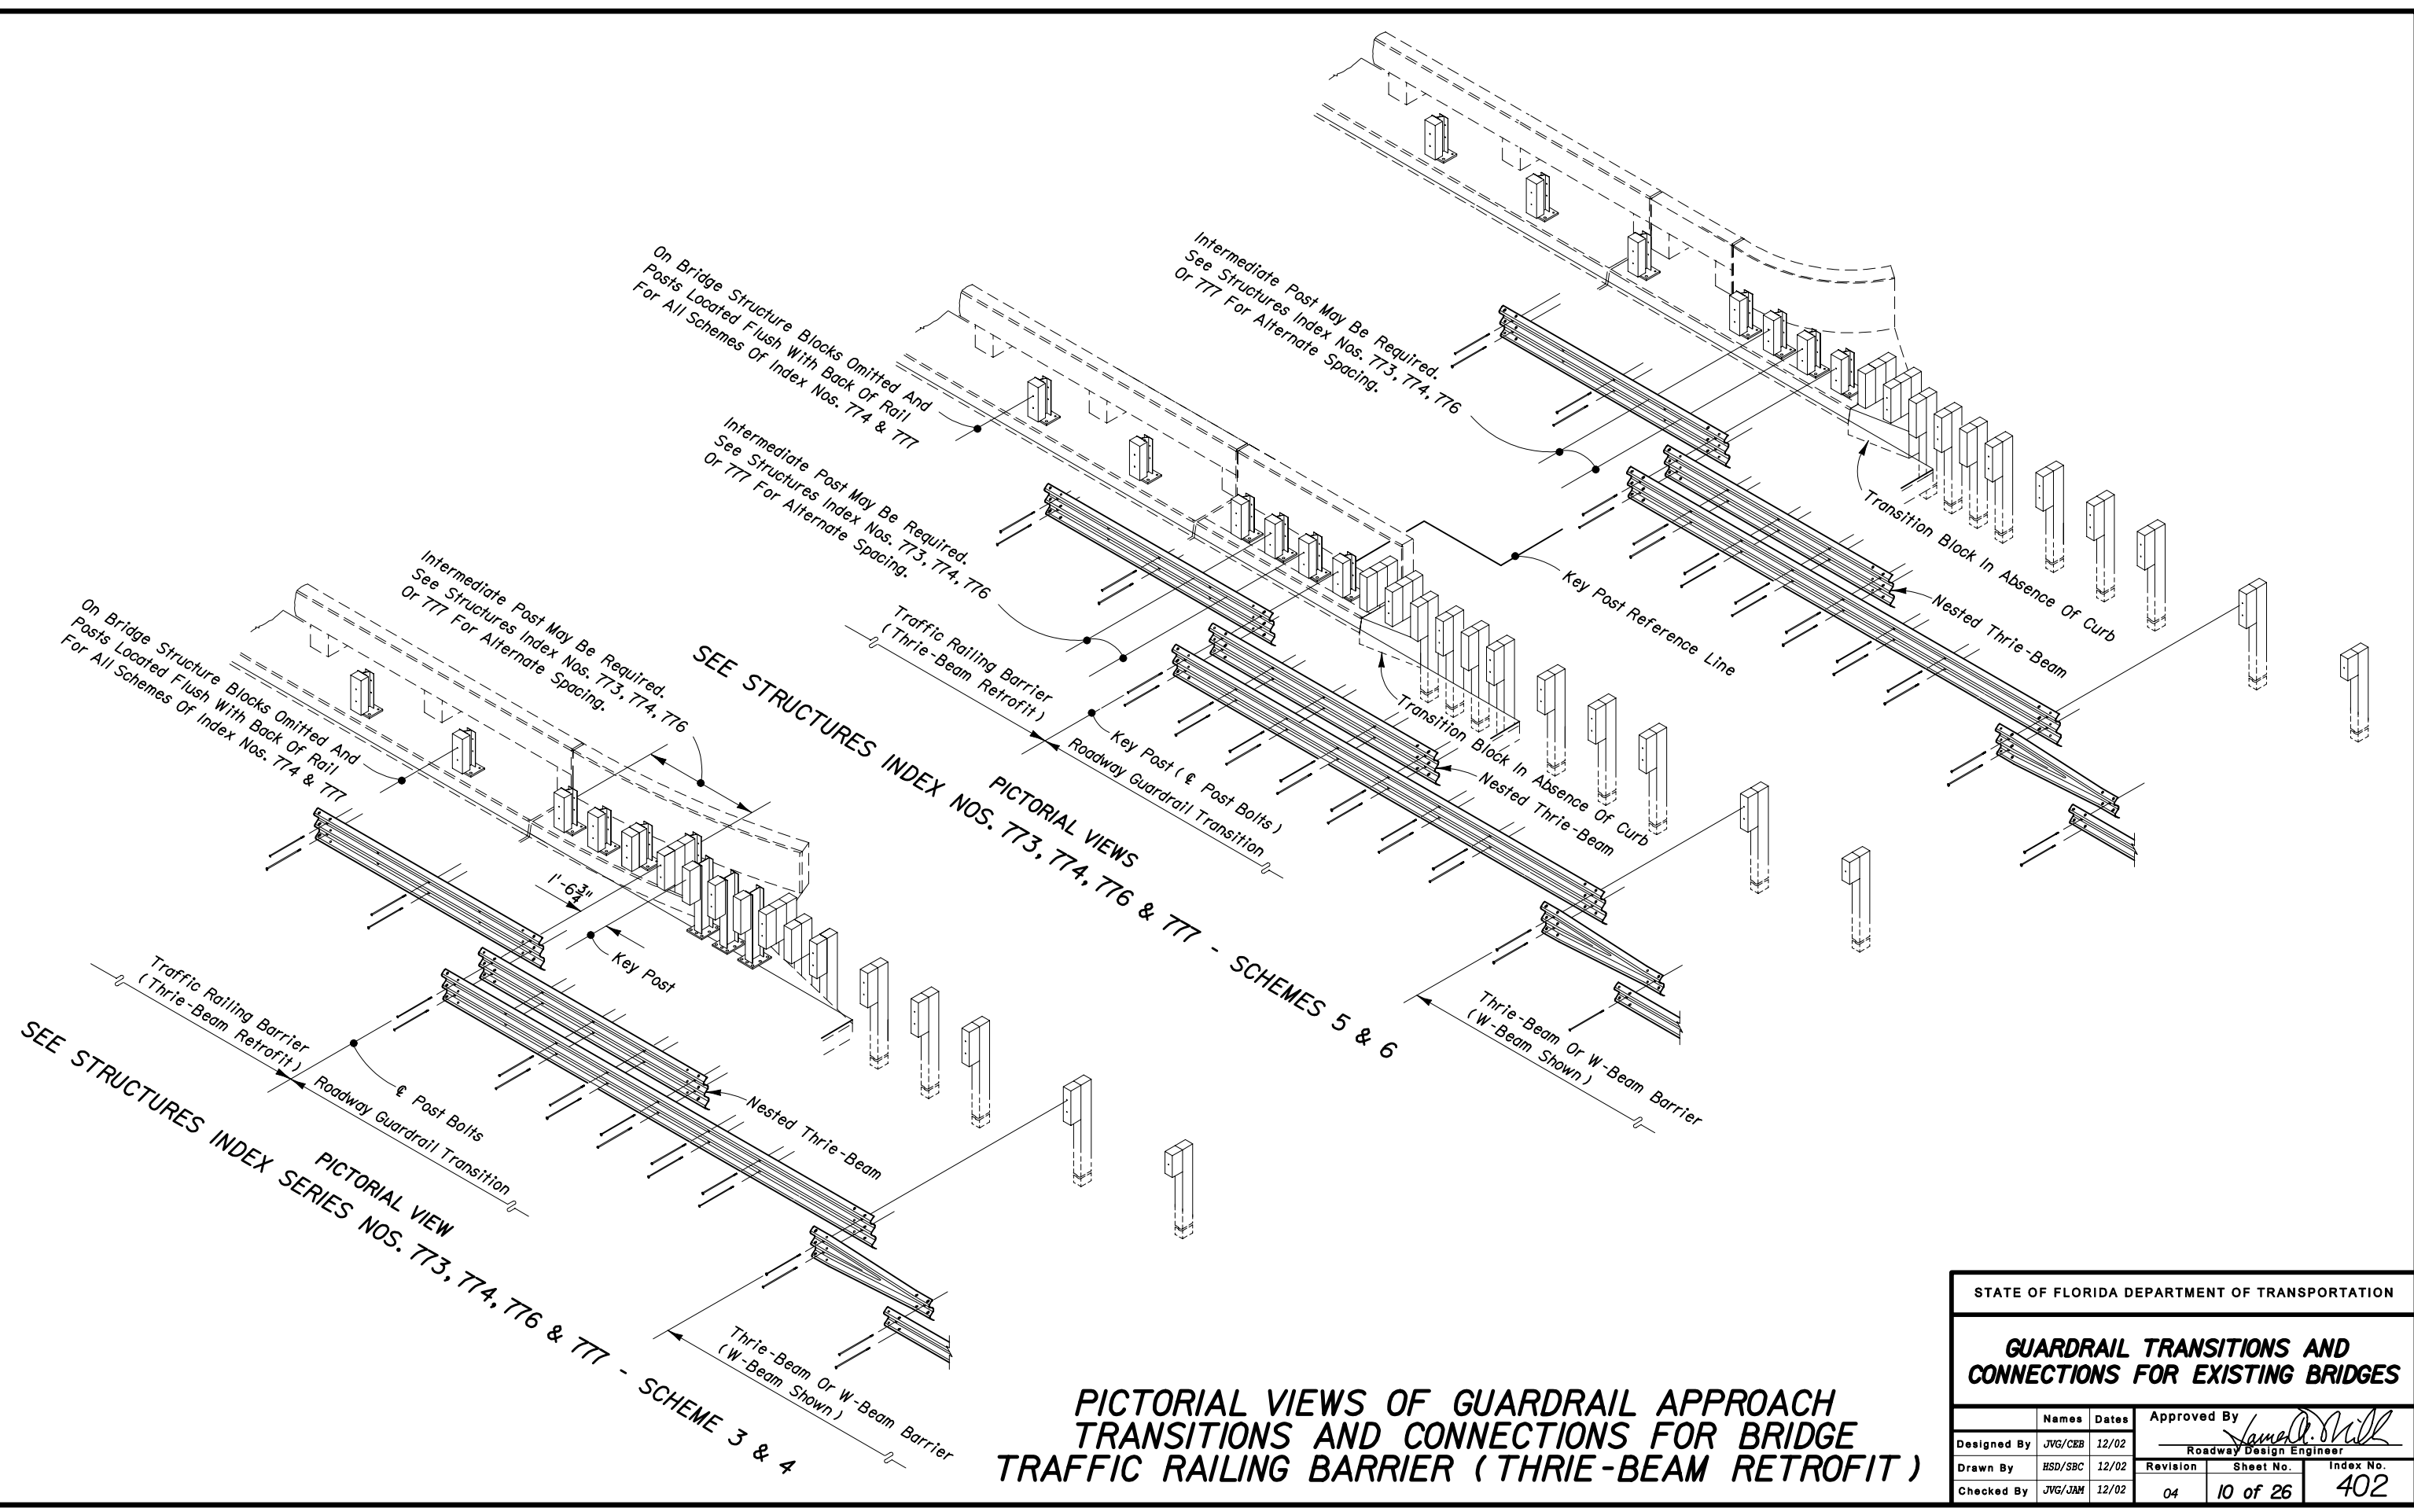 On Bridge Structure Blocks Omitted And
Posts Located Flush With Back Of Rail
For All Schemes Of Index Nos. 774 & 777
Intermediate Post May Be Required.
See Structures Index Nos. 773, 774, 776
Or 777 For Alternate Spacing.
1'-6¾"
Key Post
Traffic Railing Barrier
(Thrie-Beam Retrofit)
℄ Post Bolts
Roadway Guardrail Transition
Nested Thrie-Beam
Thrie-Beam Or W-Beam Barrier
(W-Beam Shown)
PICTORIAL VIEW
SEE STRUCTURES INDEX SERIES NOS. 773, 774, 776 & 777 - SCHEME 3 & 4
On Bridge Structure Blocks Omitted And
Posts Located Flush With Back Of Rail
For All Schemes Of Index Nos. 774 & 777
Intermediate Post May Be Required.
See Structures Index Nos. 773, 774, 776
Or 777 For Alternate Spacing.
Traffic Railing Barrier
(Thrie-Beam Retrofit)
Key Post (℄ Post Bolts)
Roadway Guardrail Transition
Transition Block In Absence Of Curb
Nested Thrie-Beam
Thrie-Beam Or W-Beam Barrier
(W-Beam Shown)
PICTORIAL VIEWS
SEE STRUCTURES INDEX NOS. 773, 774, 776 & 777 - SCHEMES 5 & 6
Intermediate Post May Be Required.
See Structures Index Nos. 773, 774, 776
Or 777 For Alternate Spacing.
Key Post Reference Line
Transition Block In Absence Of Curb
Nested Thrie-Beam
PICTORIAL VIEWS OF GUARDRAIL APPROACH
TRANSITIONS AND CONNECTIONS FOR BRIDGE
TRAFFIC RAILING BARRIER (THRIE-BEAM RETROFIT)
STATE OF FLORIDA DEPARTMENT OF TRANSPORTATION
GUARDRAIL TRANSITIONS AND
CONNECTIONS FOR EXISTING BRIDGES
Names Dates
Designed By JVG/CEB 12/02
Drawn By HSD/SBC 12/02
Checked By JVG/JAM 12/02
Approved By
James A. Mill
Roadway Design Engineer
Revision Sheet No. Index No.
04 10 of 26 402